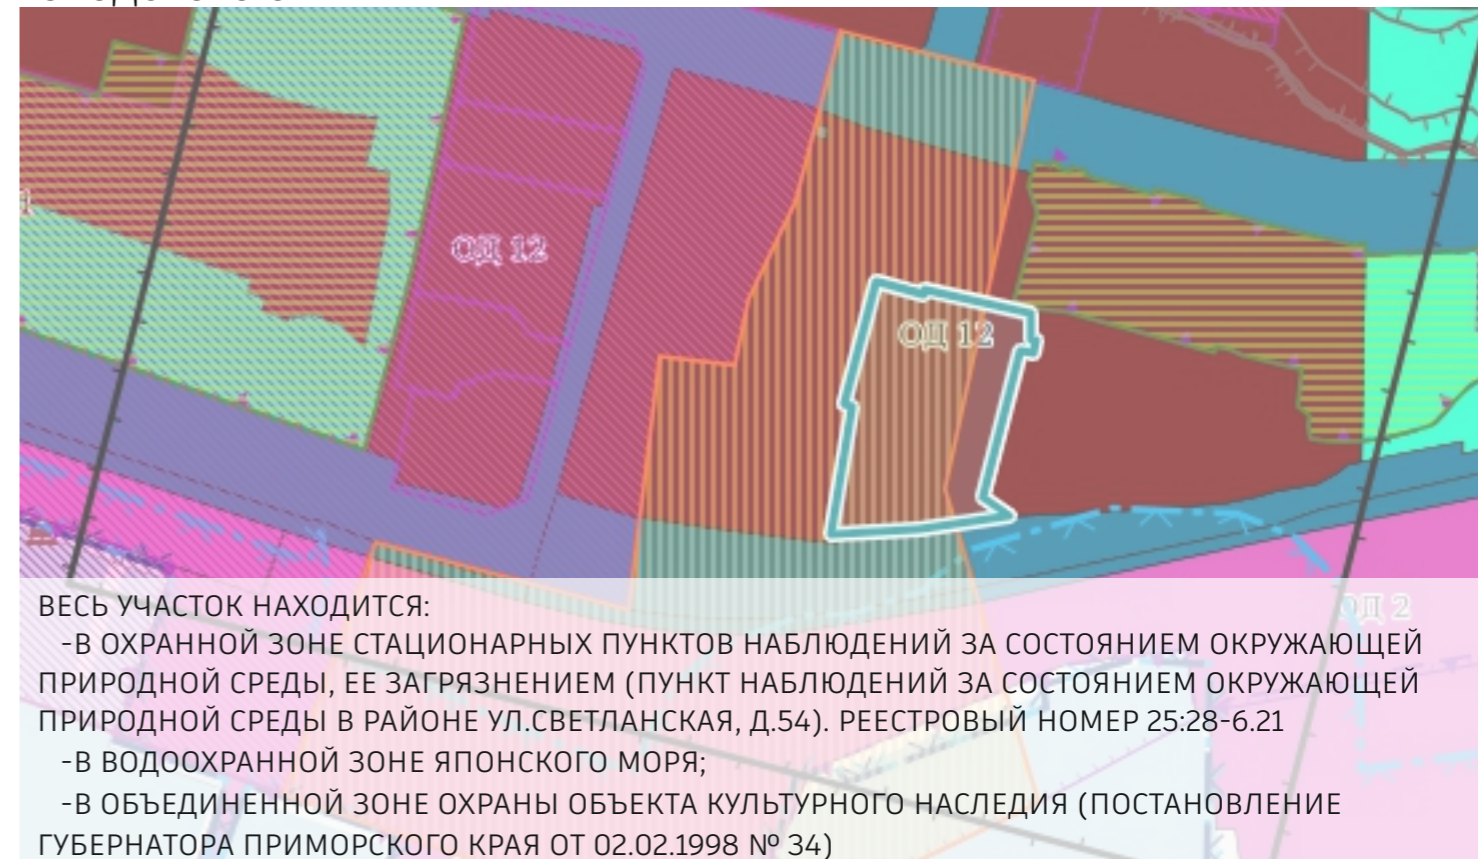 ОД 12
ОД 12
ОД 2
ВЕСЬ УЧАСТОК НАХОДИТСЯ:
-В ОХРАННОЙ ЗОНЕ СТАЦИОНАРНЫХ ПУНКТОВ НАБЛЮДЕНИЙ ЗА СОСТОЯНИЕМ ОКРУЖАЮЩЕЙ
ПРИРОДНОЙ СРЕДЫ, ЕЕ ЗАГРЯЗНЕНИЕМ (ПУНКТ НАБЛЮДЕНИЙ ЗА СОСТОЯНИЕМ ОКРУЖАЮЩЕЙ
ПРИРОДНОЙ СРЕДЫ В РАЙОНЕ УЛ.СВЕТЛАНСКАЯ, Д.54). РЕЕСТРОВЫЙ НОМЕР 25:28-6.21
-В ВОДООХРАННОЙ ЗОНЕ ЯПОНСКОГО МОРЯ;
-В ОБЪЕДИНЕННОЙ ЗОНЕ ОХРАНЫ ОБЪЕКТА КУЛЬТУРНОГО НАСЛЕДИЯ (ПОСТАНОВЛЕНИЕ
ГУБЕРНАТОРА ПРИМОРСКОГО КРАЯ ОТ 02.02.1998 № 34)